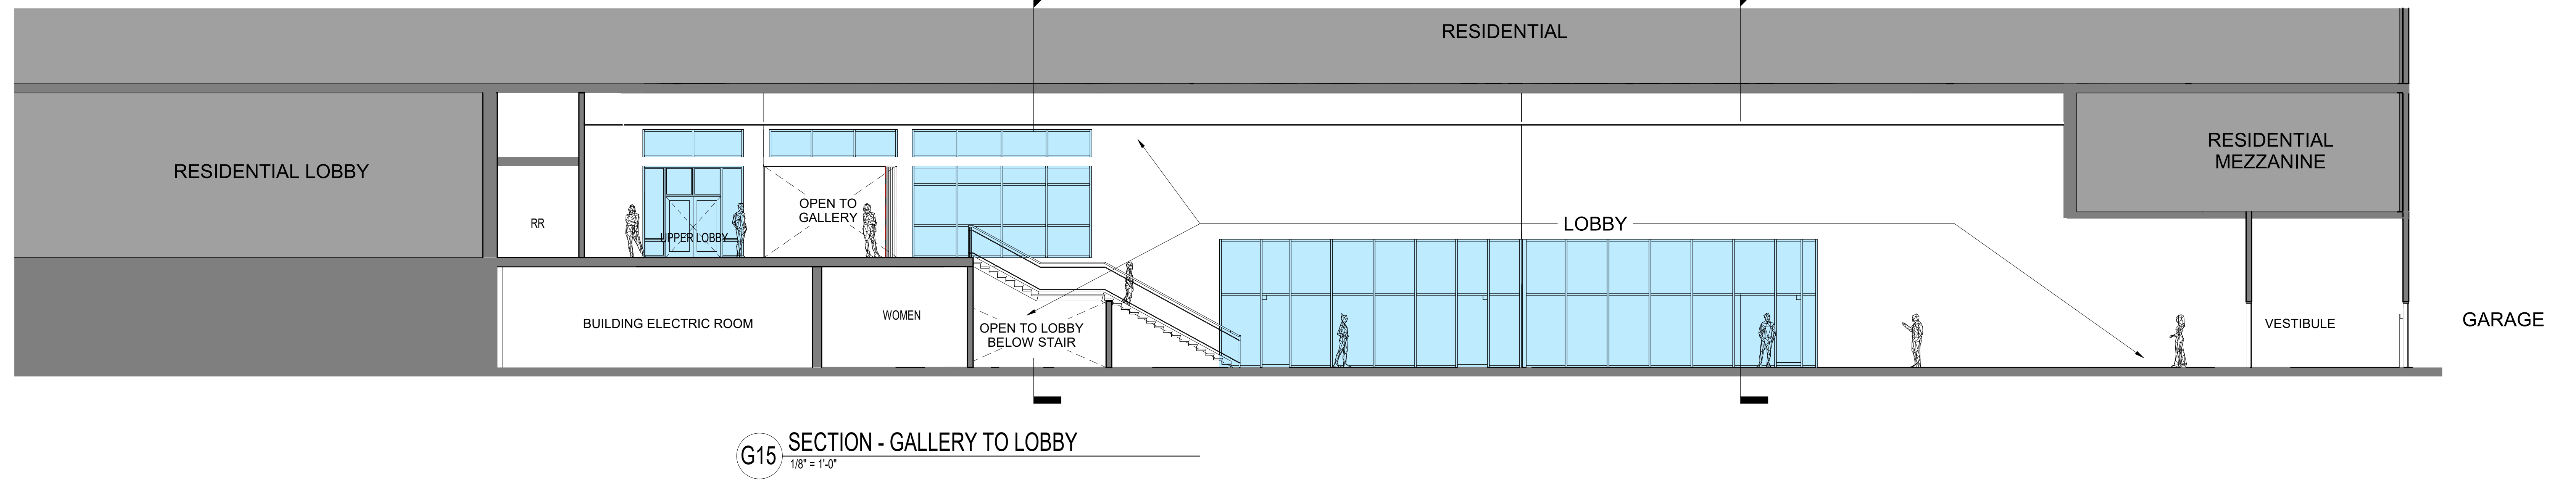 RESIDENTIAL
RESIDENTIAL LOBBY
RESIDENTIAL
MEZZANINE
RR
UPPER LOBBY
OPEN TO
GALLERY
LOBBY
BUILDING ELECTRIC ROOM
WOMEN
OPEN TO LOBBY
BELOW STAIR
VESTIBULE
GARAGE
G15
SECTION - GALLERY TO LOBBY
1/8" = 1'-0"